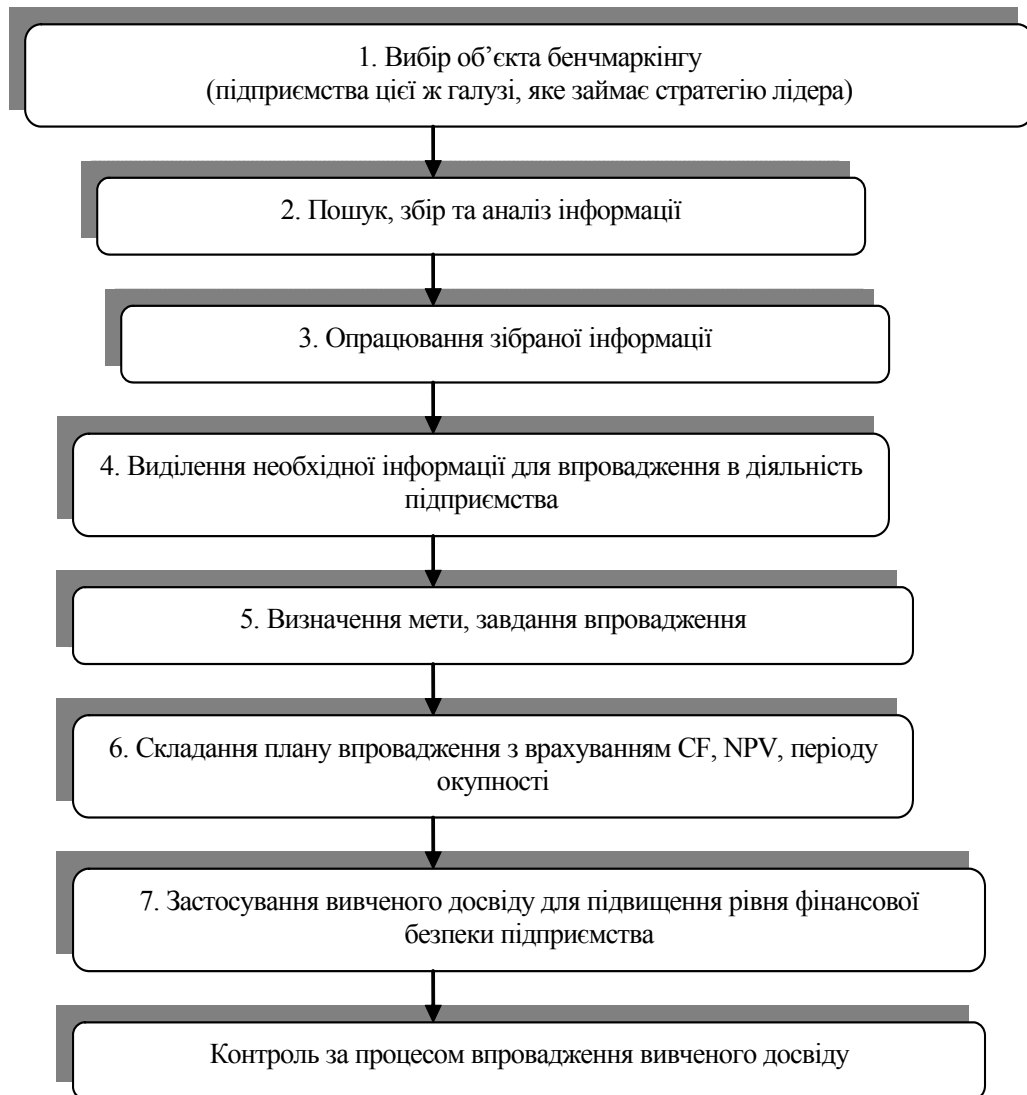 1. Вибір об’єкта бенчмаркінгу
(підприємства цієї ж галузі, яке займає стратегію лідера)
2. Пошук, збір та аналіз інформації
3. Опрацювання зібраної інформації
4. Виділення необхідної інформації для впровадження в діяльність
підприємства
5. Визначення мети, завдання впровадження
6. Складання плану впровадження з врахуванням CF, NPV, періоду
окупності
7. Застосування вивченого досвіду для підвищення рівня фінансової
безпеки підприємства
Контроль за процесом впровадження вивченого досвіду